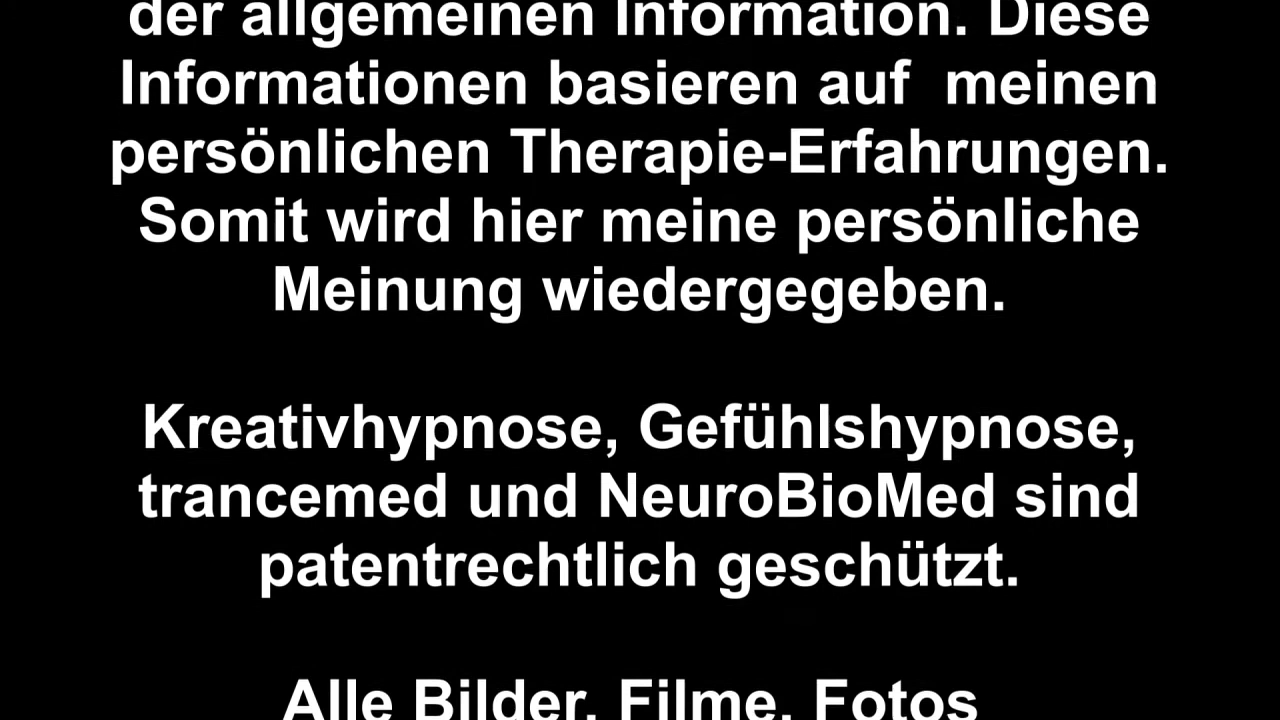 der allgemeinen Information. Diese
Informationen basieren auf  meinen
persönlichen Therapie-Erfahrungen.
Somit wird hier meine persönliche
Meinung wiedergegeben.
Kreativhypnose, Gefühlshypnose,
trancemed und NeuroBioMed sind
patentrechtlich geschützt.
Alle Bilder, Filme, Fotos